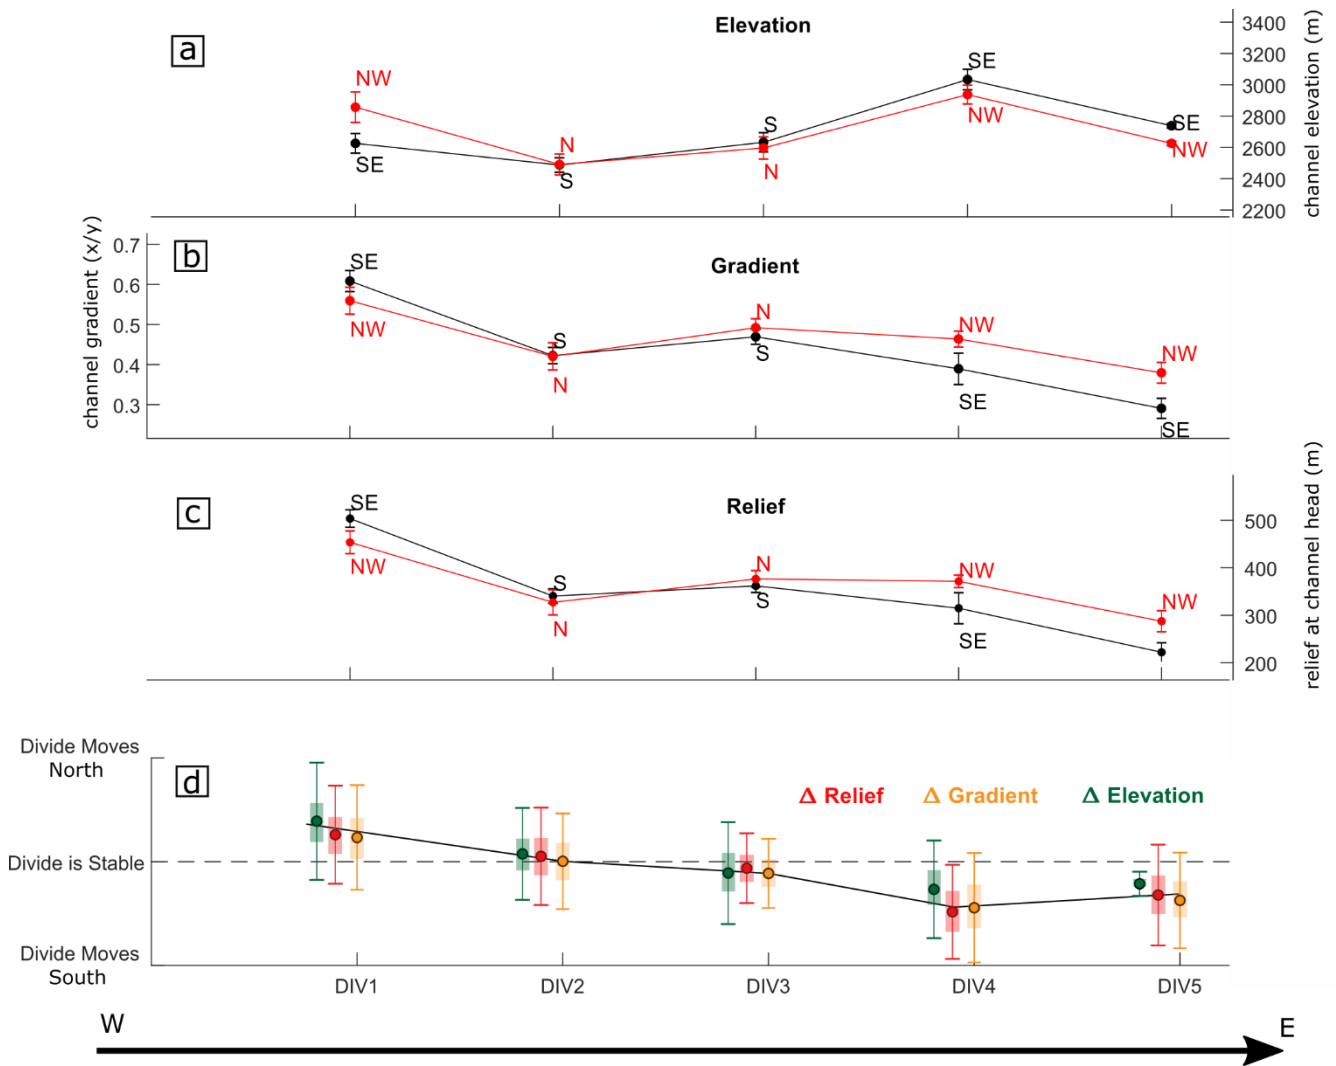 a
Elevation
NW
SE
N
S
S
N
SE
NW
SE
NW
3400
3200
3000
2800
2600
2400
2200
channel elevation (m)
b
Gradient
channel gradient (x/y)
0.7
0.6
0.5
0.4
0.3
SE
NW
S
N
N
S
NW
SE
NW
SE
c
Relief
SE
NW
S
N
N
S
NW
SE
NW
500
400
300
200
relief at channel head (m)
d
Divide Moves
North
Divide is Stable
Divide Moves
South
Δ Relief
Δ Gradient
Δ Elevation
DIV1
DIV2
DIV3
DIV4
DIV5
W
E